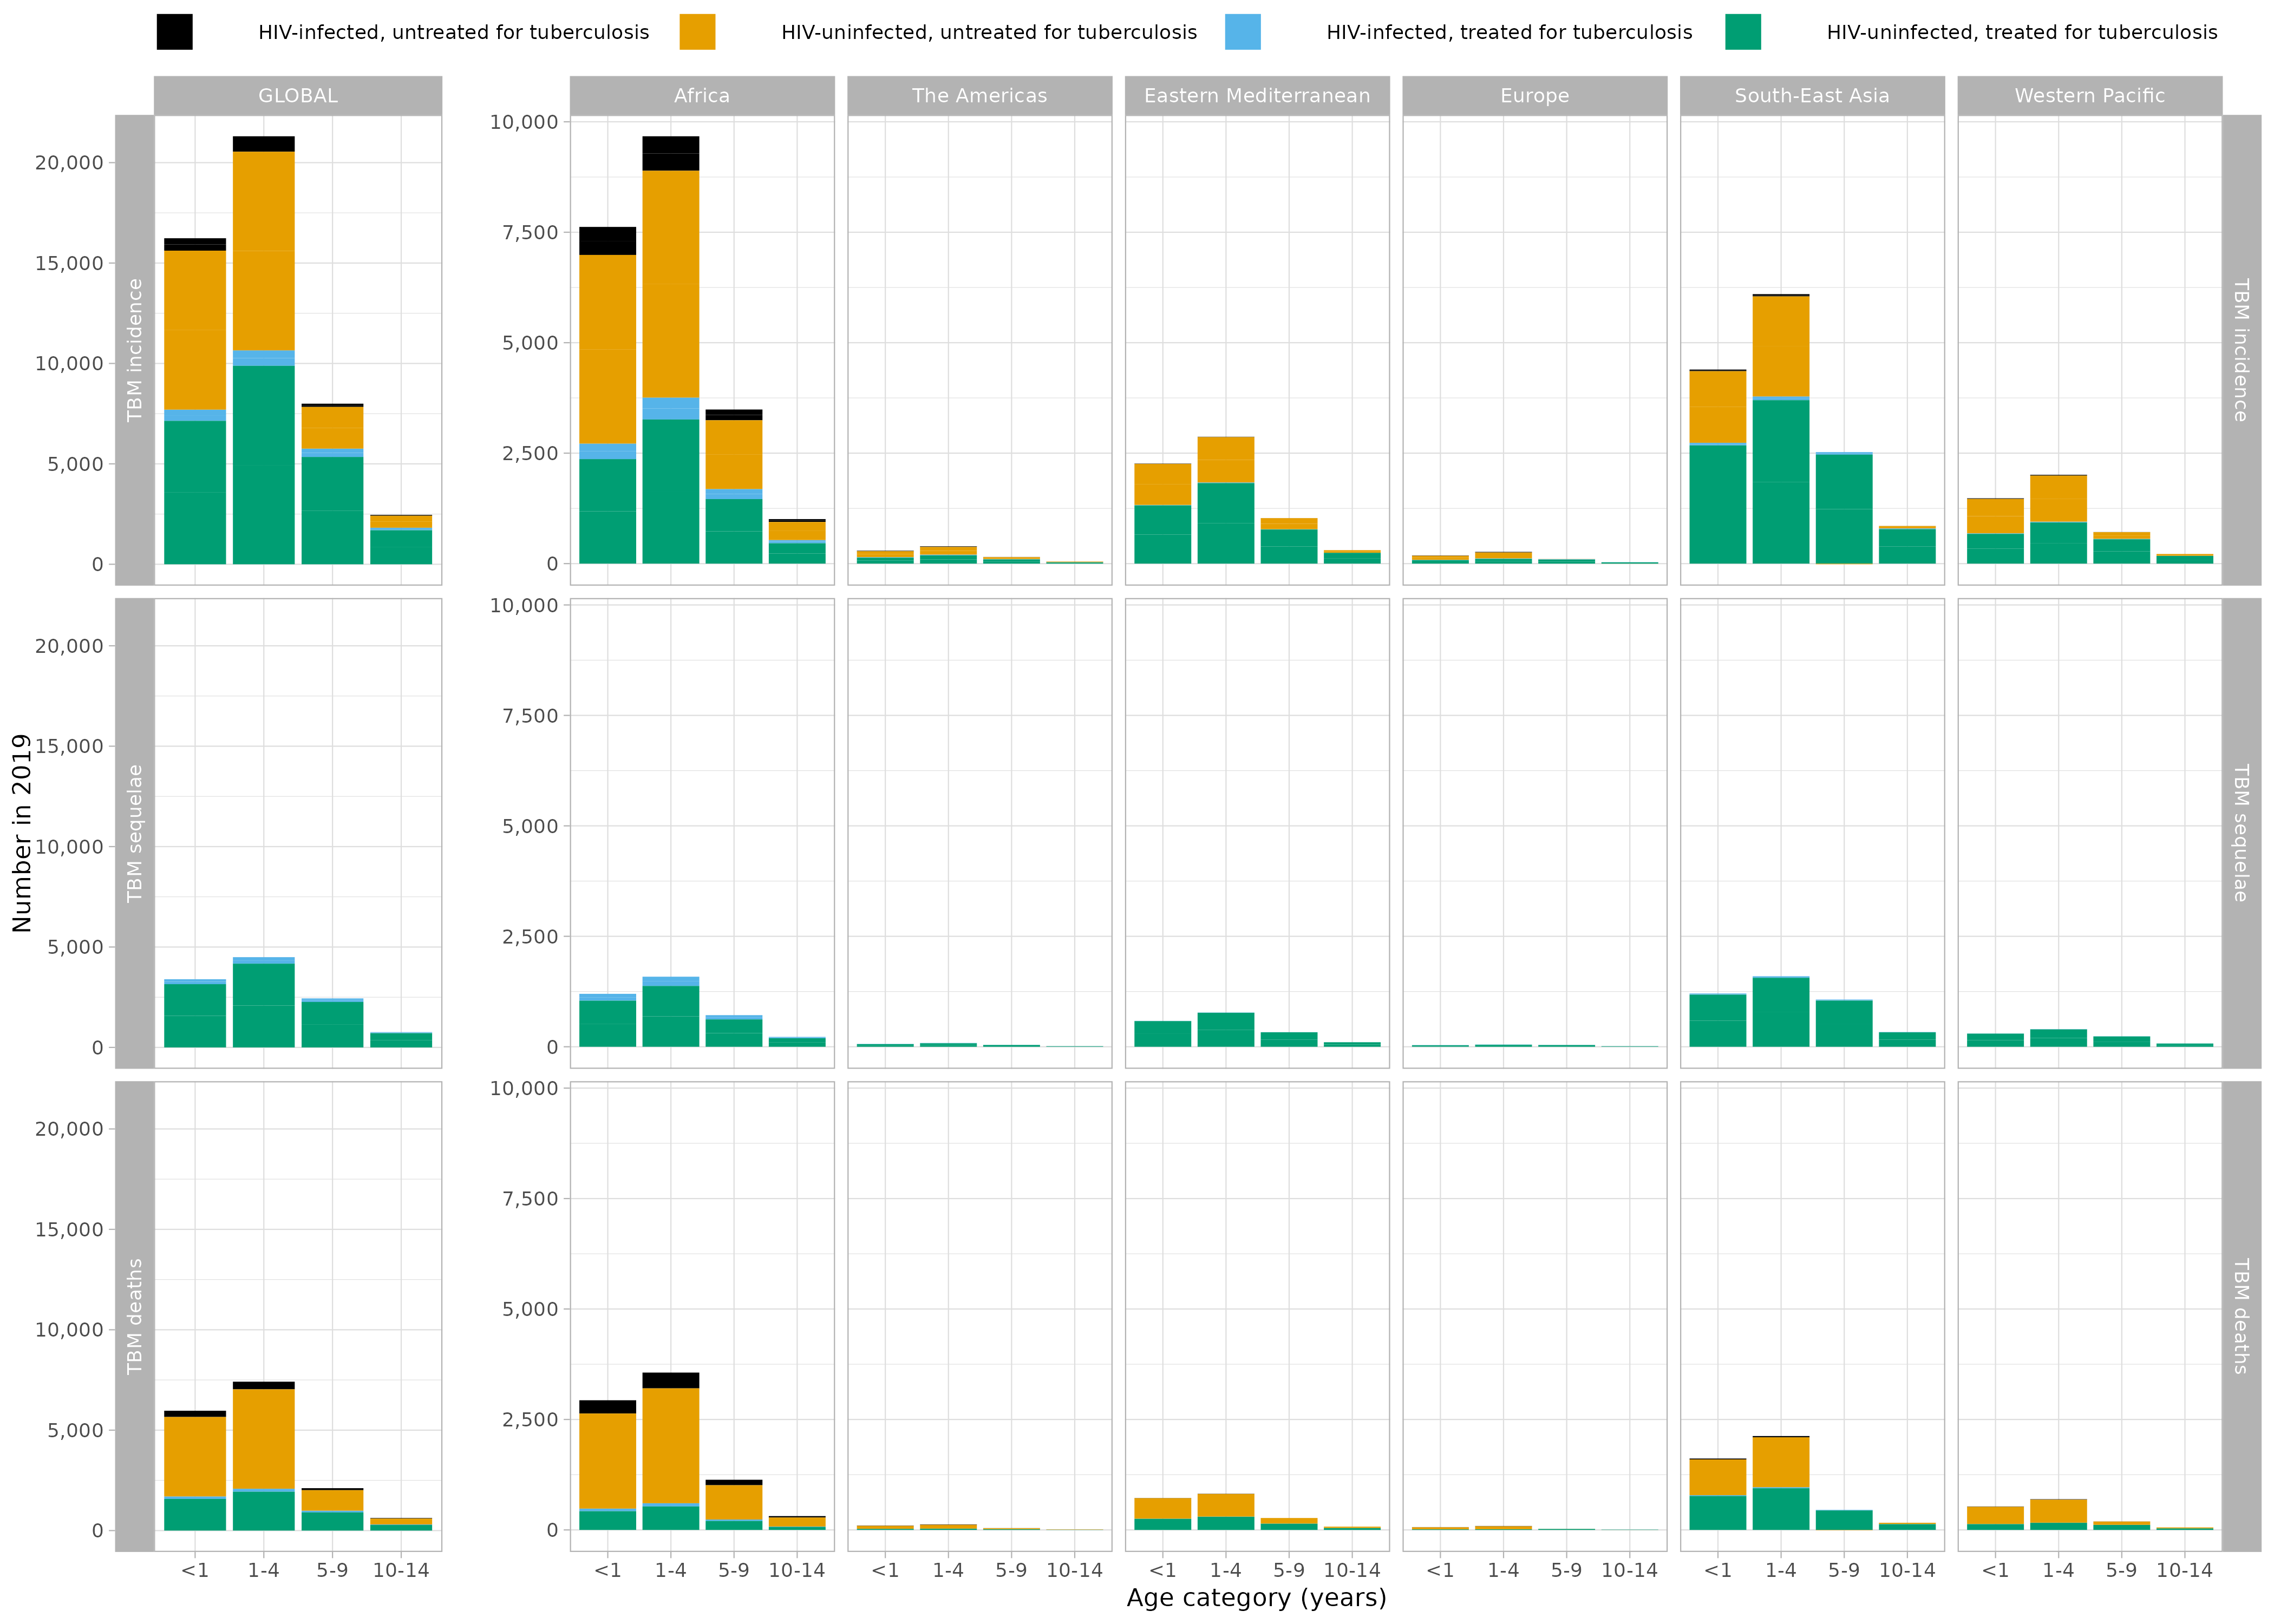 HIV-infected, untreated for tuberculosis HIV-uninfected, untreated for tuberculosis HIV-infected, treated for tuberculosis HIV-uninfected, treated for tuberculosis
GLOBAL Africa The Americas Eastern Mediterranean Europe South-East Asia Western Pacific
Number in 2019
TBM incidence
20,000
15,000
10,000
5,000
0
10,000
7,500
5,000
2,500
0
TBM incidence
TBM sequelae
20,000
15,000
10,000
5,000
0
10,000
7,500
5,000
2,500
0
TBM sequelae
TBM deaths
20,000
15,000
10,000
5,000
0
10,000
7,500
5,000
2,500
0
TBM deaths
<1 1-4 5-9 10-14 <1 1-4 5-9 10-14 <1 1-4 5-9 10-14 <1 1-4 5-9 10-14 <1 1-4 5-9 10-14 <1 1-4 5-9 10-14 <1 1-4 5-9 10-14
Age category (years)